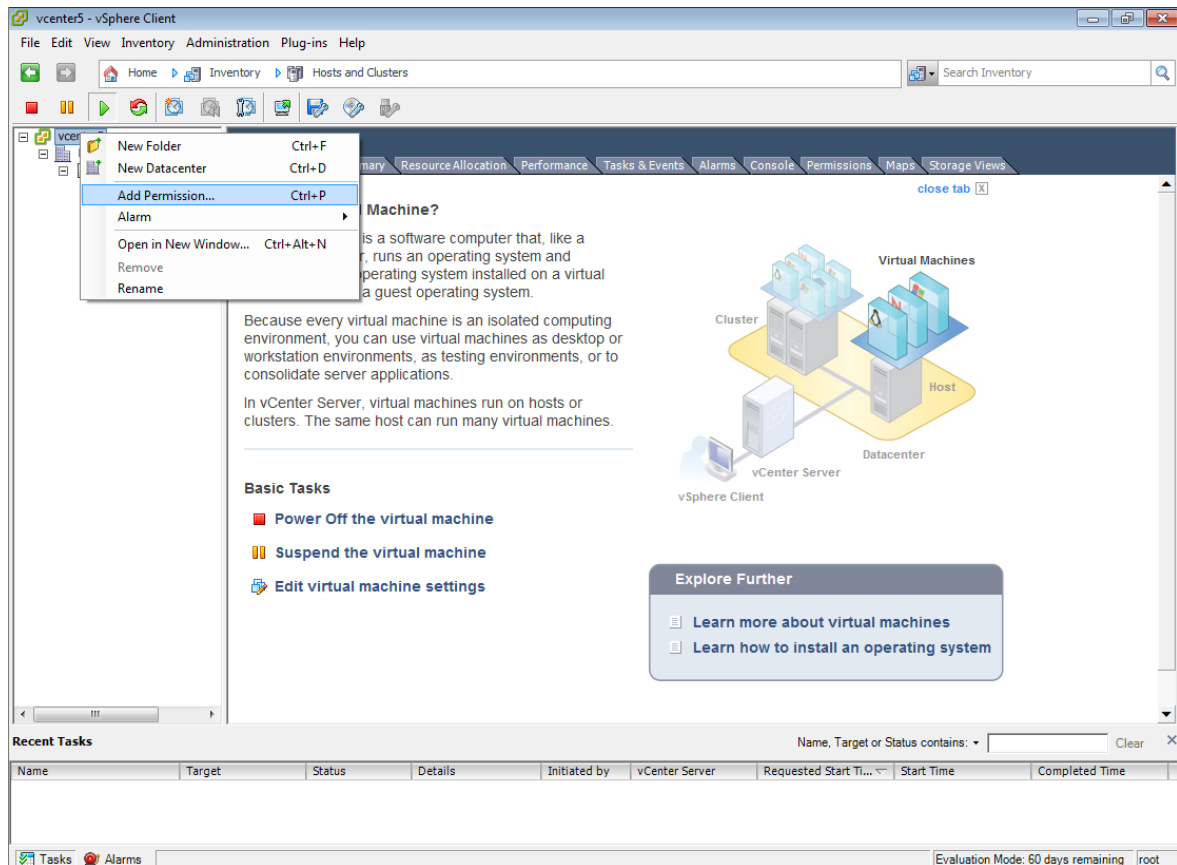 vcenter5 - vSphere Client
File Edit View Inventory Administration Plug-ins Help
Home Inventory Hosts and Clusters
Search Inventory
New Folder Ctrl+F
New Datacenter Ctrl+D
Add Permission... Ctrl+P
Alarm
Open in New Window... Ctrl+Alt+N
Remove
Rename
Resource Allocation Performance Tasks & Events Alarms Console Permissions Maps Storage Views
close tab X
Machine?
is a software computer that, like a
, runs an operating system and
operating system installed on a virtual
a guest operating system.
Because every virtual machine is an isolated computing
environment, you can use virtual machines as desktop or
workstation environments, as testing environments, or to
consolidate server applications.
In vCenter Server, virtual machines run on hosts or
clusters. The same host can run many virtual machines.
Virtual Machines
Cluster
Host
Datacenter
vCenter Server
vSphere Client
Basic Tasks
Power Off the virtual machine
Suspend the virtual machine
Edit virtual machine settings
Explore Further
Learn more about virtual machines
Learn how to install an operating system
Recent Tasks
Name, Target or Status contains:
Clear
Name Target Status Details Initiated by vCenter Server Requested Start Ti... Start Time Completed Time
Tasks Alarms
Evaluation Mode: 60 days remaining root